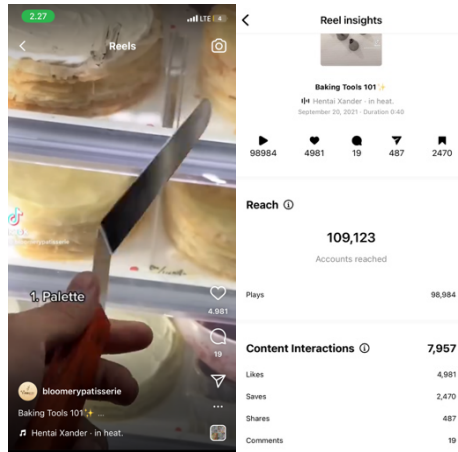 2.27
LTE 4
Reels
1. Palette
4.981
19
bloomerypatisserie
Baking Tools 101✨ ...
Hentai Xander · in heat.
Reel insights
Baking Tools 101✨
Hentai Xander · in heat.
September 20, 2021 · Duration 0:40
98984 4981 19 487 2470
Reach
109,123
Accounts reached
Plays 98,984
Content Interactions 7,957
Likes 4,981
Saves 2,470
Shares 487
Comments 19